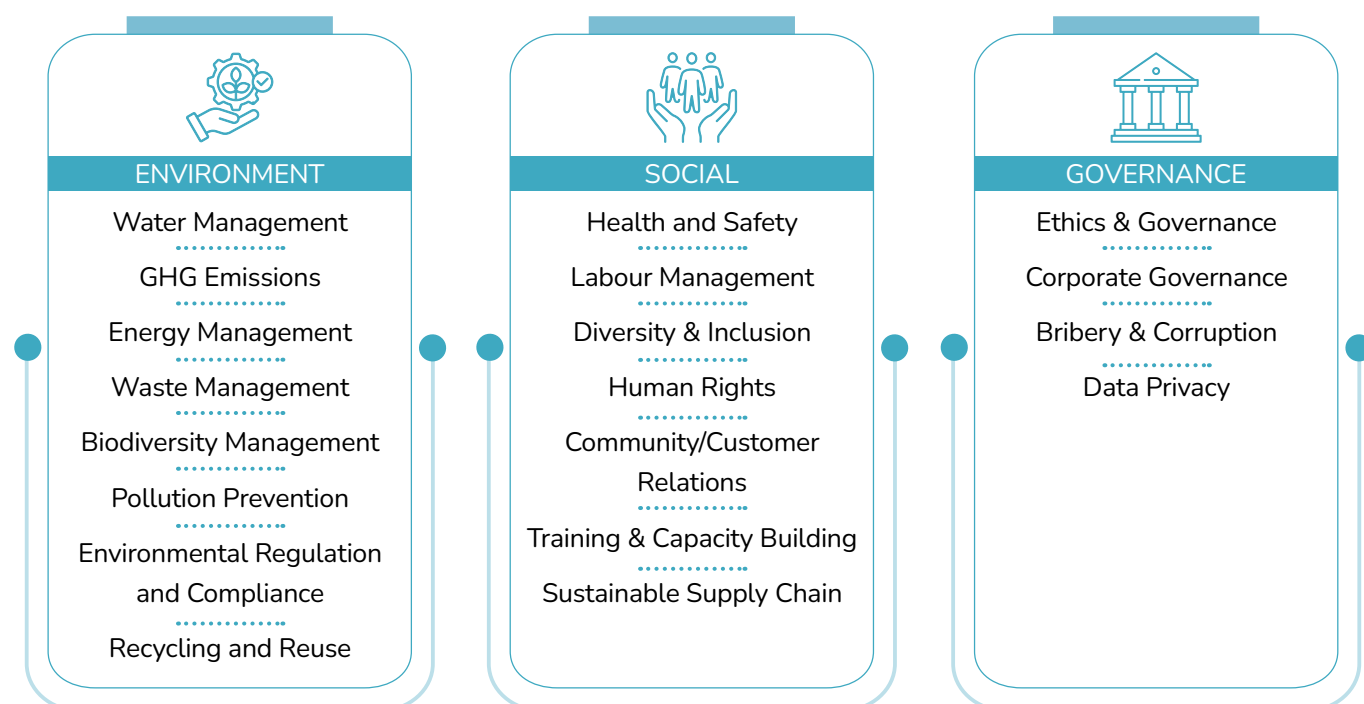 ENVIRONMENT
Water Management
GHG Emissions
Energy Management
Waste Management
Biodiversity Management
Pollution Prevention
Environmental Regulation
and Compliance
Recycling and Reuse
SOCIAL
Health and Safety
Labour Management
Diversity & Inclusion
Human Rights
Community/Customer
Relations
Training & Capacity Building
Sustainable Supply Chain
GOVERNANCE
Ethics & Governance
Corporate Governance
Bribery & Corruption
Data Privacy